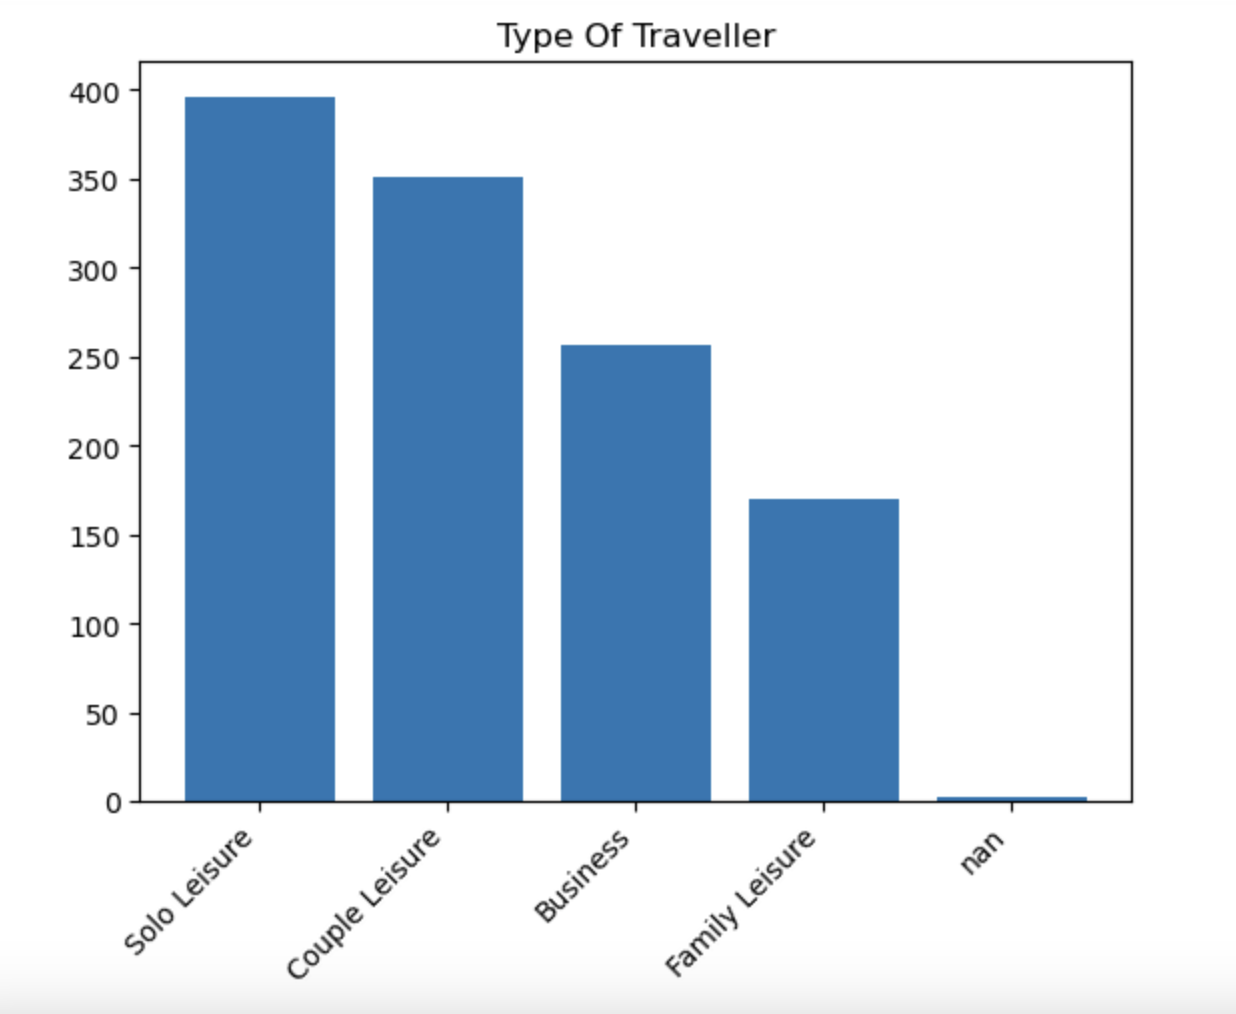 Type Of Traveller
400
350
300
250
200
150
100
50
0
Solo Leisure
Couple Leisure
Business
Family Leisure
nan